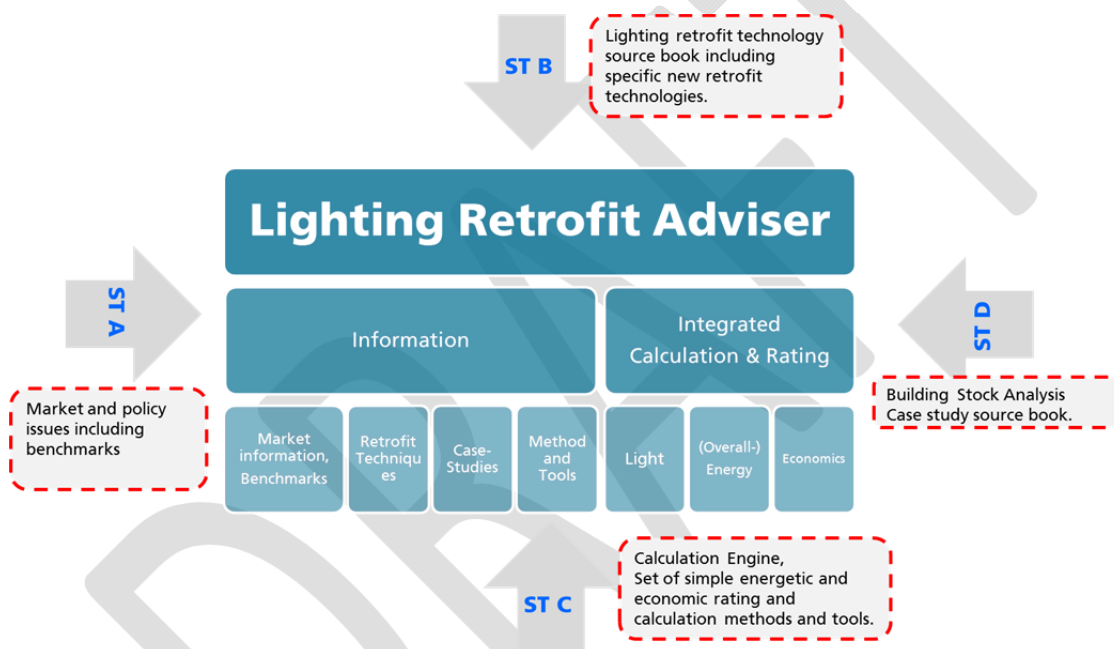 ST B
Lighting retrofit technology
source book including
specific new retrofit
technologies.
Lighting Retrofit Adviser
ST A
Information
Integrated
Calculation & Rating
ST D
Market and policy
issues including
benchmarks
Building Stock Analysis
Case study source book.
Market
information,
Benchmarks
Retrofit
Techniqu
es
Case-
Studies
Method
and
Tools
Light
(Overall-)
Energy
Economics
ST C
Calculation Engine,
Set of simple energetic and
economic rating and
calculation methods and tools.
DRAFT